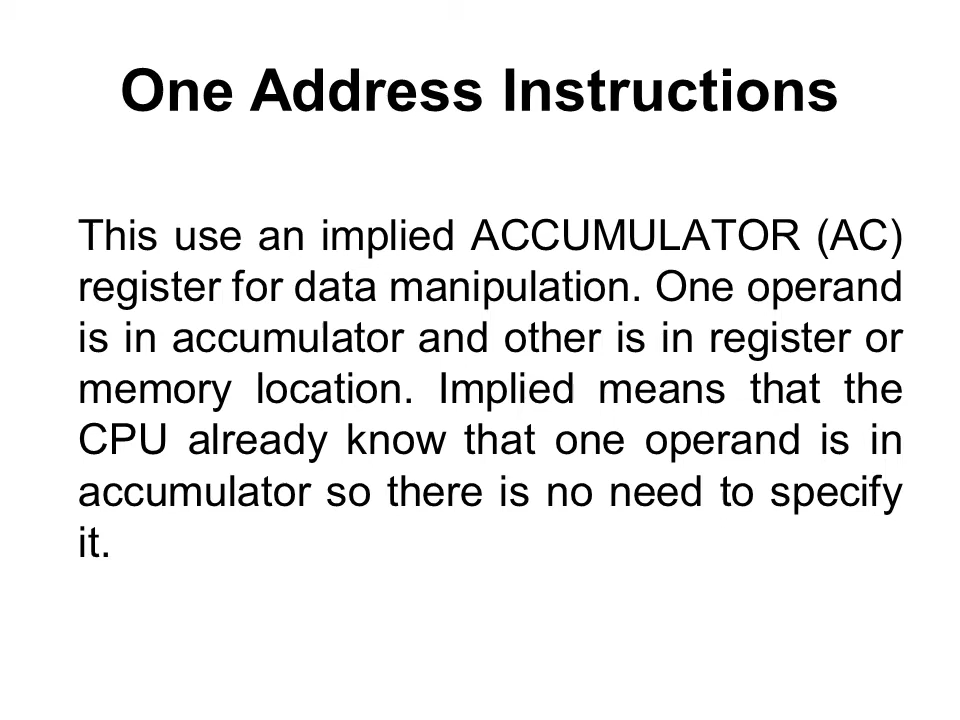 One Address Instructions
This use an implied ACCUMULATOR (AC)
register for data manipulation. One operand
is in accumulator and other is in register or
memory location. Implied means that the
CPU already know that one operand is in
accumulator so there is no need to specify
it.